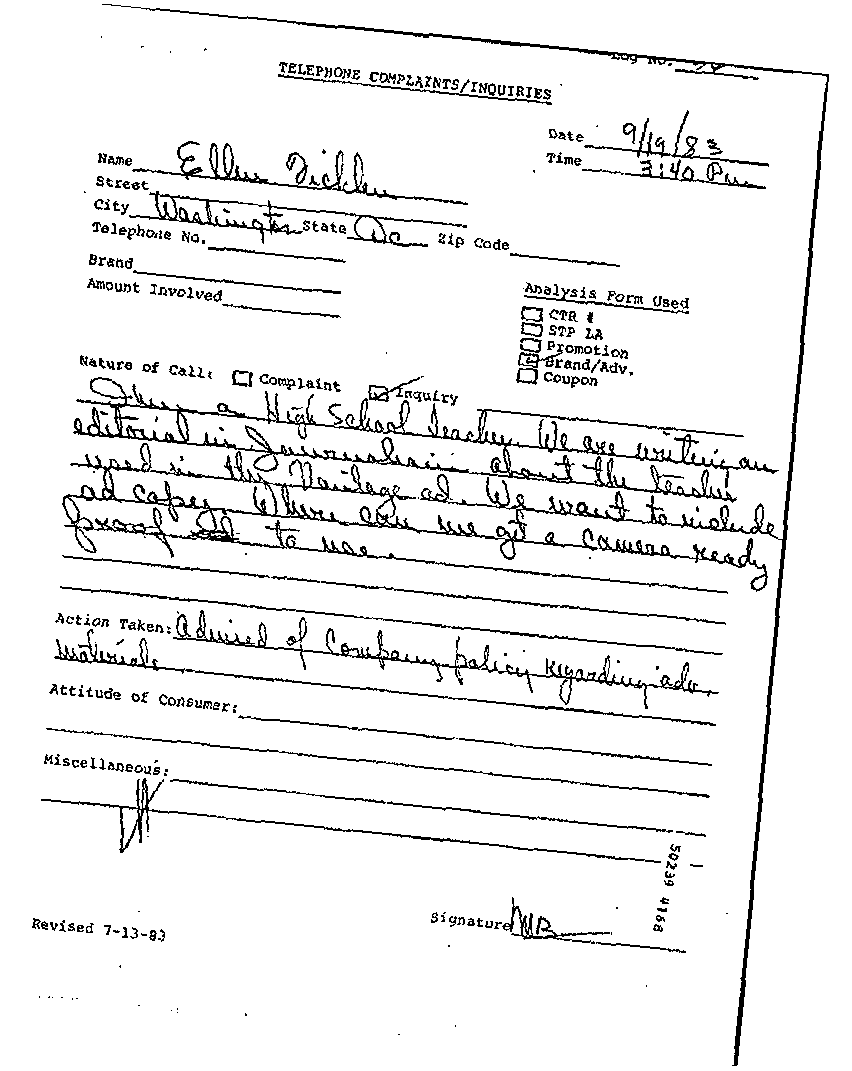 Log No.
TELEPHONE COMPLAINTS/INQUIRIES
Date 9/19/83
Time 3:40 Pm
Name Ellen
Street
City Washington State DC Zip Code
Telephone No.
Brand
Amount Involved
Analysis Form Used
CTR #
STP LA
Promotion
Brand/Adv.
Coupon
Nature of Call: Complaint Inquiry
I am a High School teacher. We are writing an
editorial in Journalism about the teacher
used in the Vantage ad. We want to include
ad copy. Where can we get a camera ready
proof to use.
Action Taken: Advised of Company policy regarding adv.
materials.
Attitude of Consumer:
Miscellaneous:
50239 4168
Signature MB
Revised 7-13-83